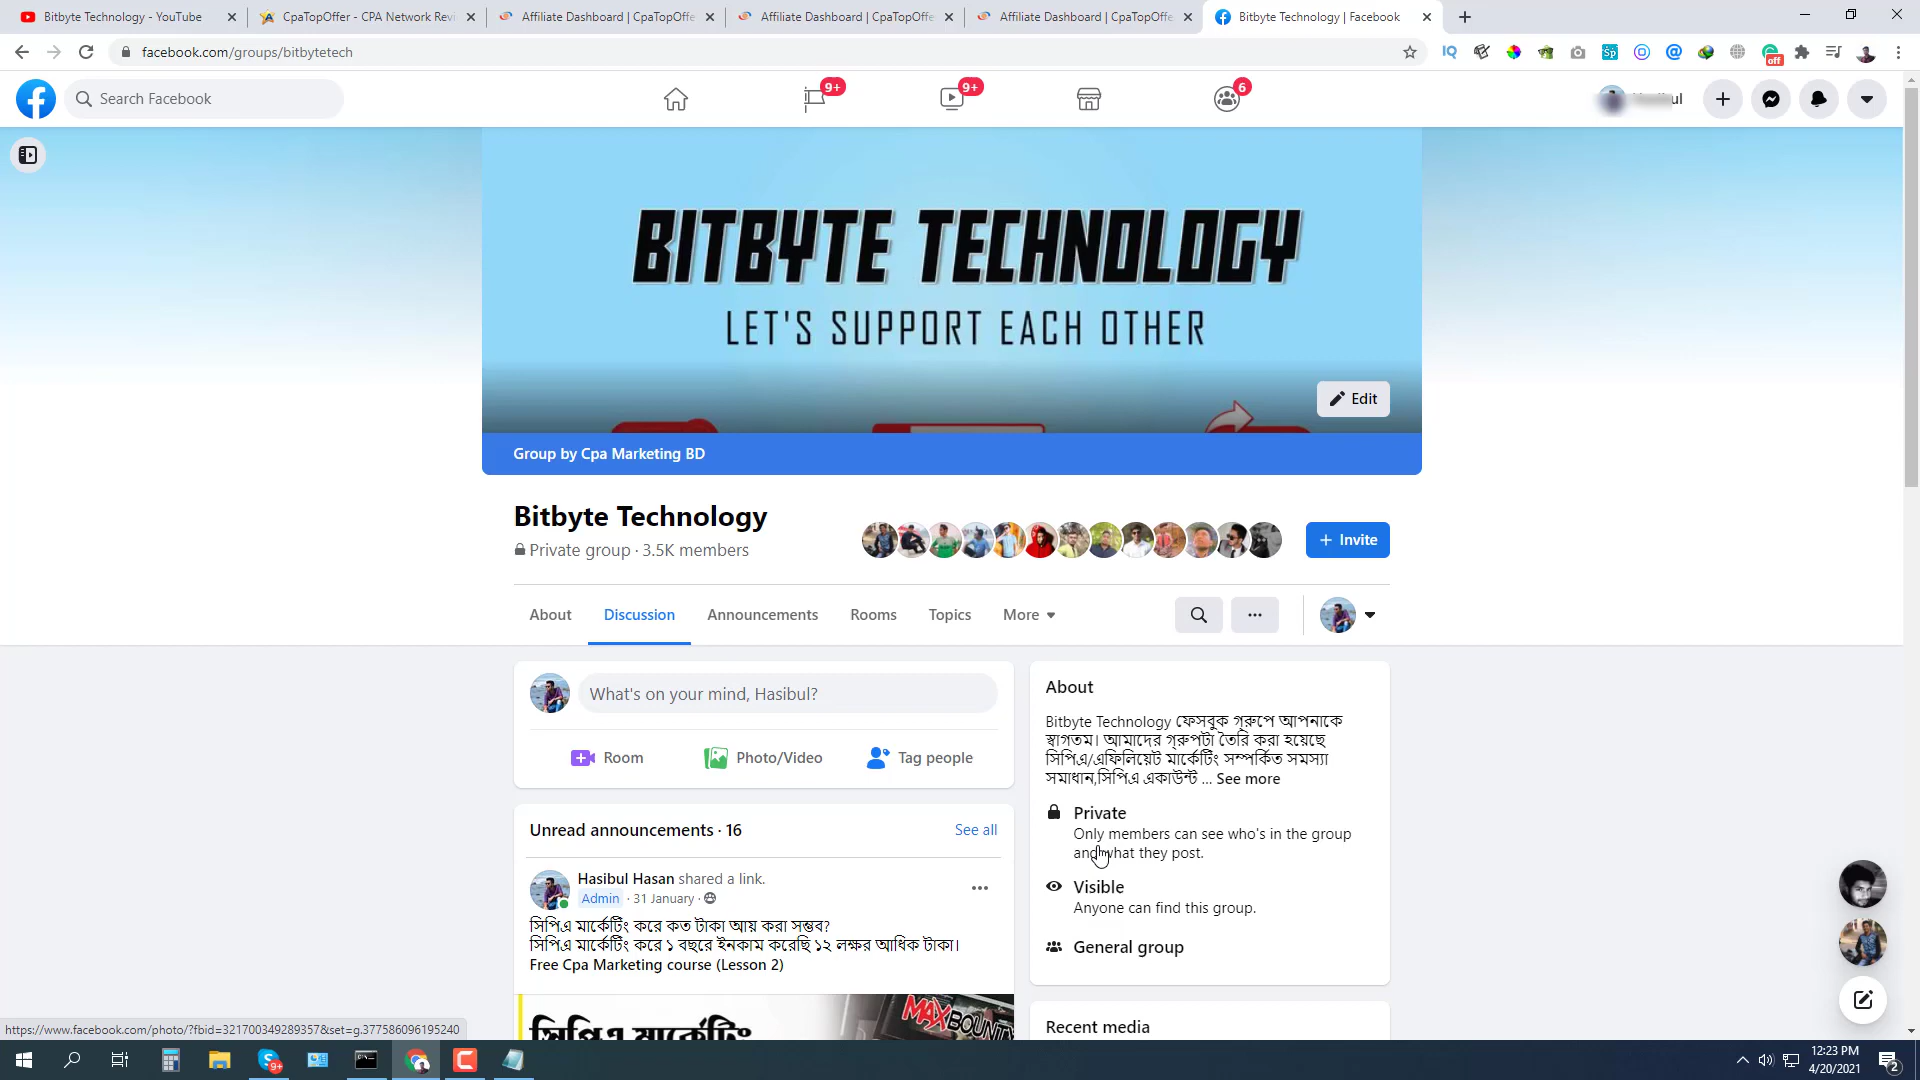 Bitbyte Technology - YouTube
CpaTopOffer - CPA Network Revi
Affiliate Dashboard | CpaTopOffe
Affiliate Dashboard | CpaTopOffe
Affiliate Dashboard | CpaTopOffe
Bitbyte Technology | Facebook
facebook.com/groups/bitbytetech
off
Search Facebook
9+
9+
6
BITBYTE TECHNOLOGY
LET'S SUPPORT EACH OTHER
Edit
Group by Cpa Marketing BD
Bitbyte Technology
Private group · 3.5K members
+ Invite
About
Discussion
Announcements
Rooms
Topics
More
What's on your mind, Hasibul?
Room
Photo/Video
Tag people
Unread announcements · 16
See all
Hasibul Hasan shared a link.
Admin · 31 January ·
সিপিএ মার্কেটিং করে কত টাকা আয় করা সম্ভব?
সিপিএ মার্কেটিং করে ১ বছরে ইনকাম করেছি ১২ লক্ষর আধিক টাকা।
Free Cpa Marketing course (Lesson 2)
সিপিএ মার্কেটিং
MAXBOUNTY
About
Bitbyte Technology ফেসবুক গ্রুপে আপনাকে
স্বাগতম। আমাদের গ্রুপটা তৈরি করা হয়েছে
সিপিএ/এফিলিয়েট মার্কেটিং সম্পর্কিত সমস্যা
সমাধান,সিপিএ একাউন্ট ... See more
Private
Only members can see who's in the group
and what they post.
Visible
Anyone can find this group.
General group
Recent media
https://www.facebook.com/photo/?fbid=321700349289357&set=g.377586096195240
9+
12:23 PM
4/20/2021
2